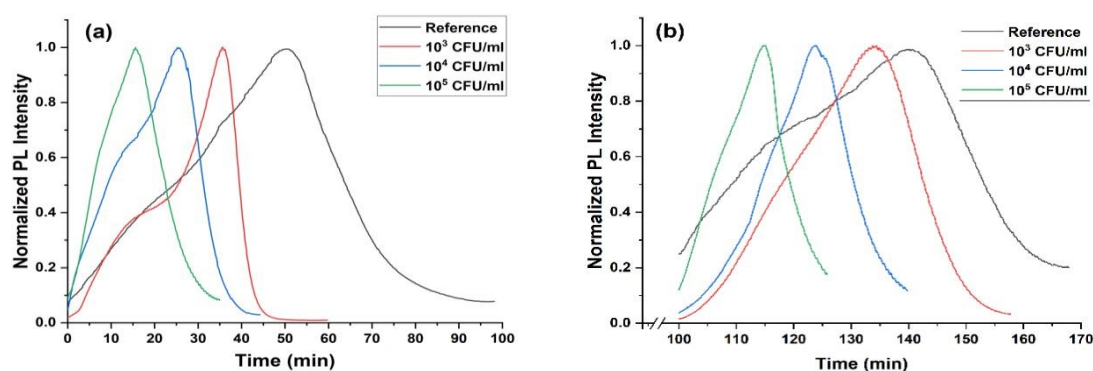 (a)
Reference
10³ CFU/ml
10⁴ CFU/ml
10⁵ CFU/ml
Normalized PL Intensity
1.0
0.8
0.6
0.4
0.2
0.0
0 10 20 30 40 50 60 70 80 90 100
Time (min)
(b)
Reference
10³ CFU/ml
10⁴ CFU/ml
10⁵ CFU/ml
Normalized PL Intensity
1.0
0.8
0.6
0.4
0.2
0.0
100 110 120 130 140 150 160 170
Time (min)